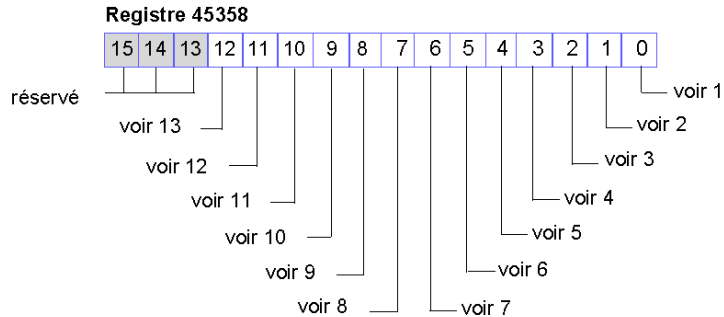 Registre 45358
15 14 13 12 11 10 9 8 7 6 5 4 3 2 1 0
réservé
voir 1
voir 13
voir 2
voir 12
voir 3
voir 11
voir 4
voir 10
voir 5
voir 9
voir 6
voir 8
voir 7